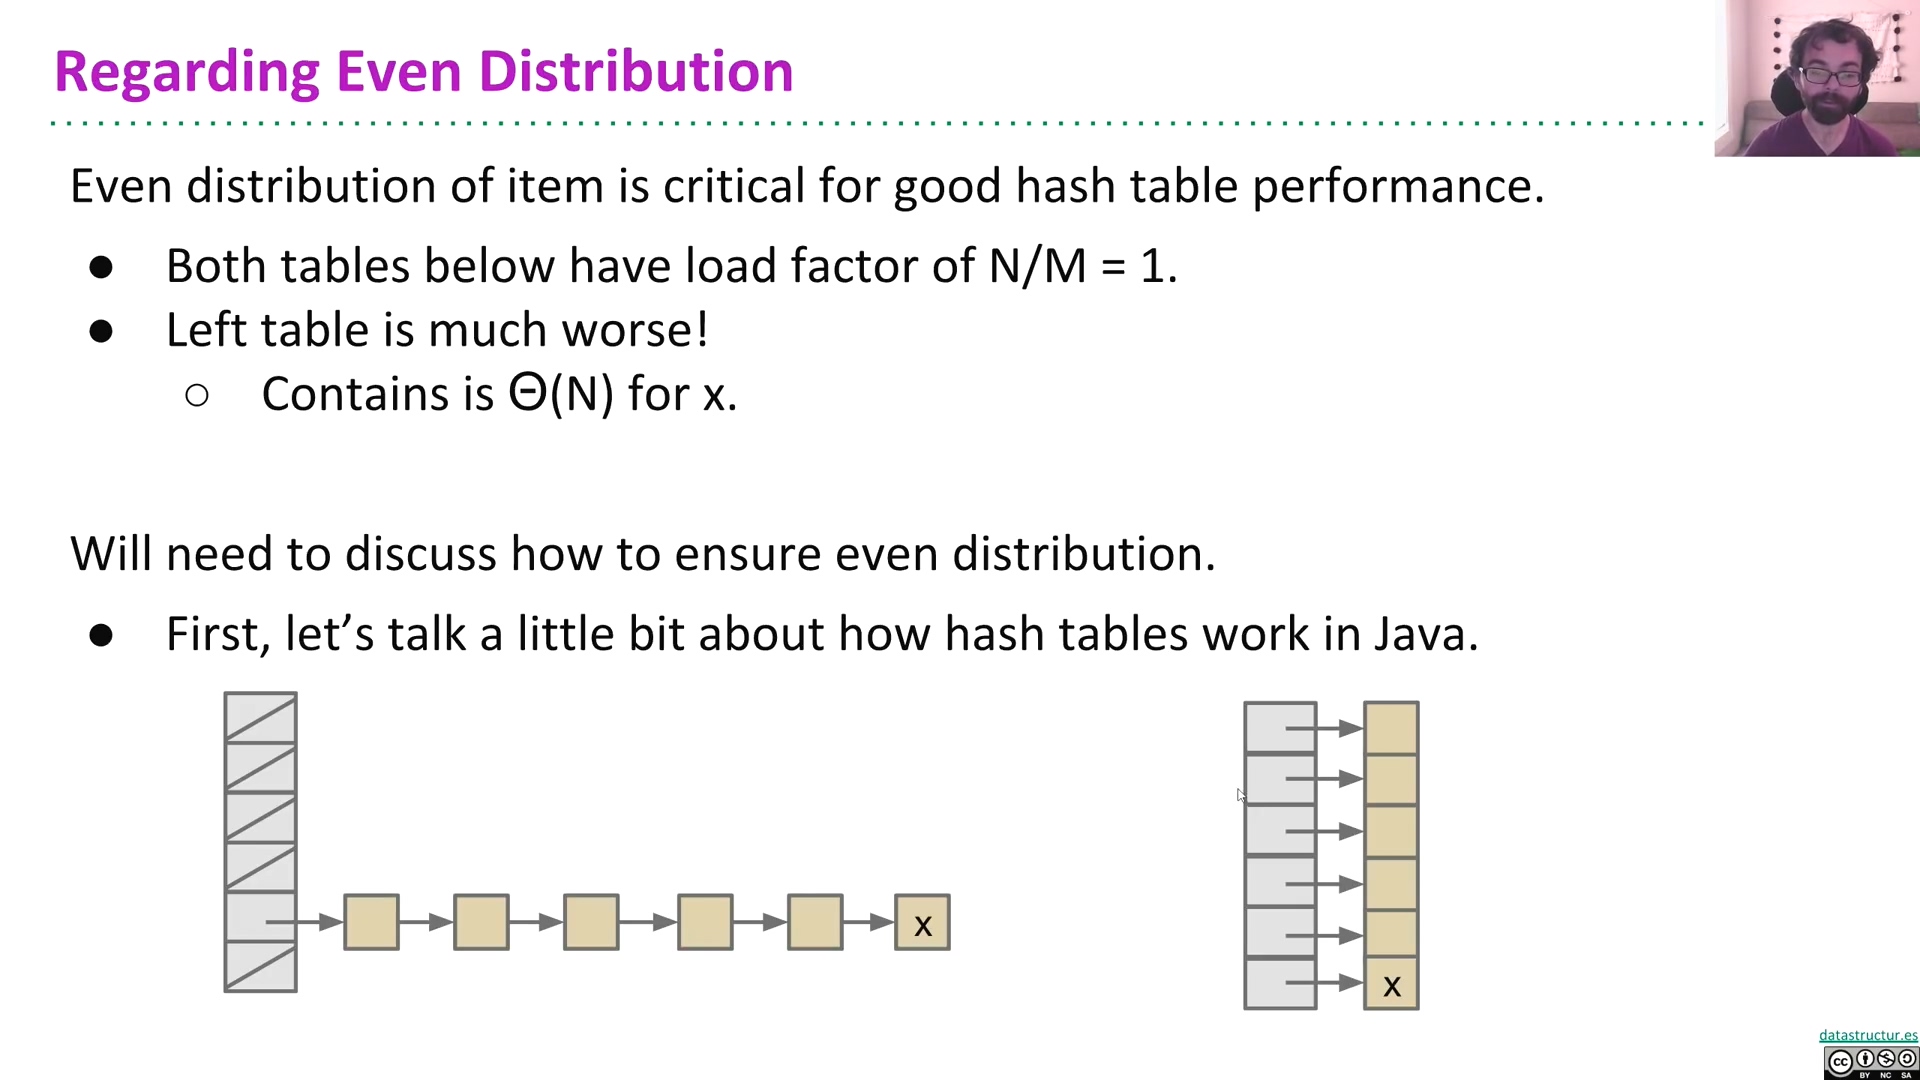 Regarding Even Distribution
Even distribution of item is critical for good hash table performance.
● Both tables below have load factor of N/M = 1.
● Left table is much worse!
○ Contains is Θ(N) for x.
Will need to discuss how to ensure even distribution.
● First, let’s talk a little bit about how hash tables work in Java.
x
x
datastructur.es
cc
BY NC SA